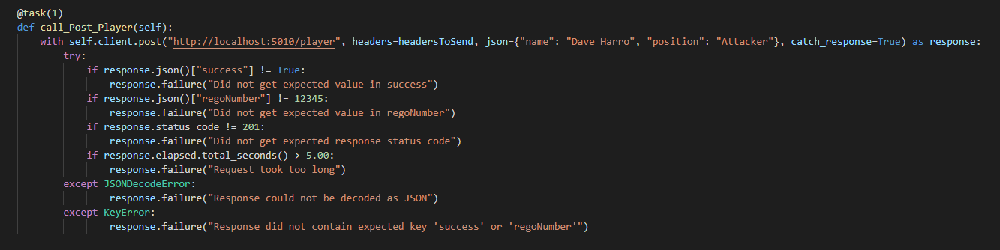 @task(1)
def call_Post_Player(self):
    with self.client.post("http://localhost:5010/player", headers=headersToSend, json={"name": "Dave Harro", "position": "Attacker"}, catch_response=True) as response:
        try:
            if response.json()["success"] != True:
                response.failure("Did not get expected value in success")
            if response.json()["regoNumber"] != 12345:
                response.failure("Did not get expected value in regoNumber")
            if response.status_code != 201:
                response.failure("Did not get expected response status code")
            if response.elapsed.total_seconds() > 5.00:
                response.failure("Request took too long")
        except JSONDecodeError:
                response.failure("Response could not be decoded as JSON")
        except KeyError:
                response.failure("Response did not contain expected key 'success' or 'regoNumber'")